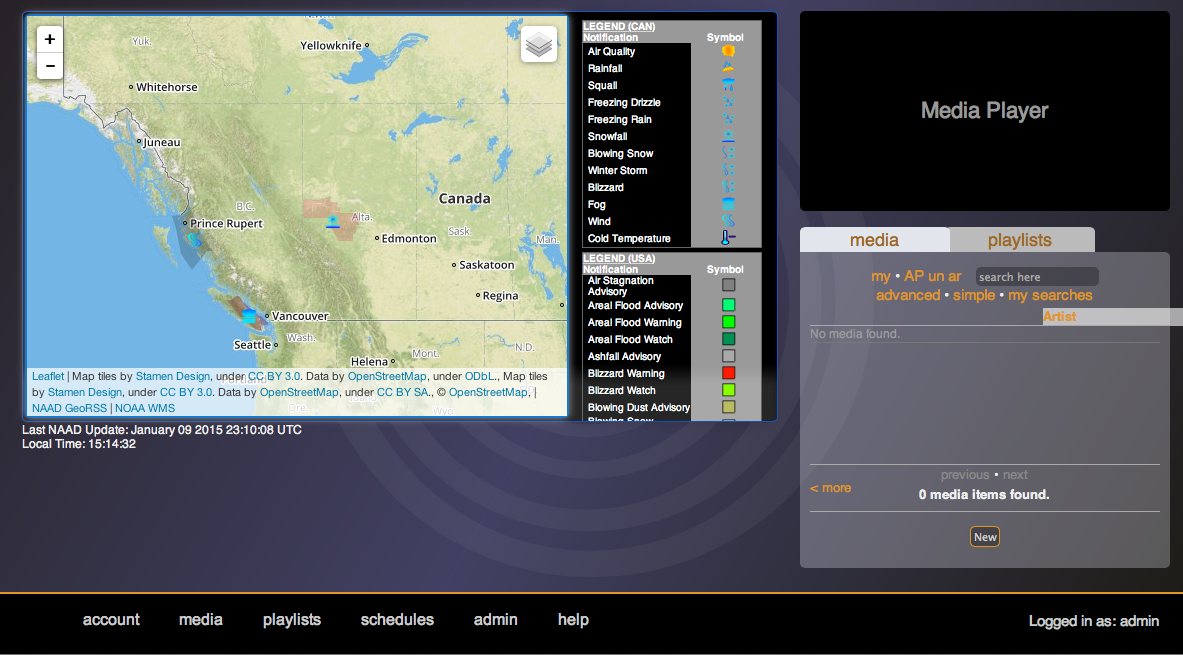 +
−
N.W.
Yuk.
Yellowknife
Whitehorse
Juneau
Canada
B.C.
Prince Rupert
Alta.
Edmonton
Sask.
Man.
Saskatoon
Regina
Vancouver
Wash.
Seattle
Helena
Mont.
N.D.
Leaflet | Map tiles by Stamen Design, under CC BY 3.0. Data by OpenStreetMap, under ODbL., Map tiles
by Stamen Design, under CC BY 3.0. Data by OpenStreetMap, under CC BY SA., © OpenStreetMap, |
NAAD GeoRSS | NOAA WMS
Portland
Idaho
Ore.
Wyo.
Last NAAD Update: January 09 2015 23:10:08 UTC
Local Time: 15:14:32
LEGEND (CAN)
Notification Symbol
Air Quality
Rainfall
Squall
Freezing Drizzle
Freezing Rain
Snowfall
Blowing Snow
Winter Storm
Blizzard
Fog
Wind
Cold Temperature
LEGEND (USA)
Notification Symbol
Air Stagnation
Advisory
Areal Flood Advisory
Areal Flood Warning
Areal Flood Watch
Ashfall Advisory
Blizzard Warning
Blizzard Watch
Blowing Dust Advisory
Blowing Snow
Media Player
media playlists
my • AP un ar search here
advanced • simple • my searches
Artist
No media found.
previous • next
< more
0 media items found.
New
account media playlists schedules admin help
Logged in as: admin